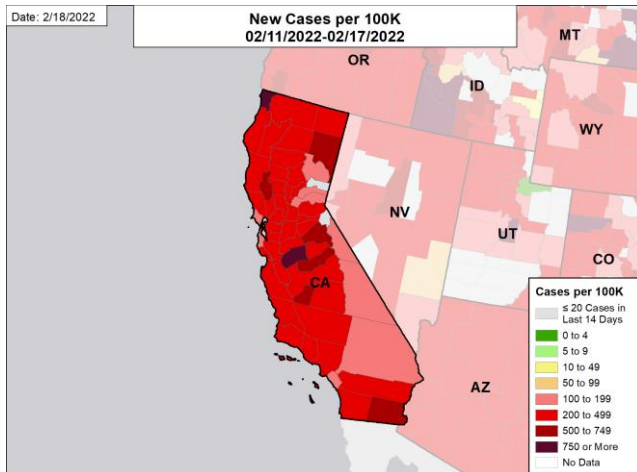 Date: 2/18/2022
New Cases per 100K
02/11/2022-02/17/2022
MT
OR
ID
WY
NV
UT
CO
CA
AZ
Cases per 100K
≤ 20 Cases in
Last 14 Days
0 to 4
5 to 9
10 to 49
50 to 99
100 to 199
200 to 499
500 to 749
750 or More
No Data